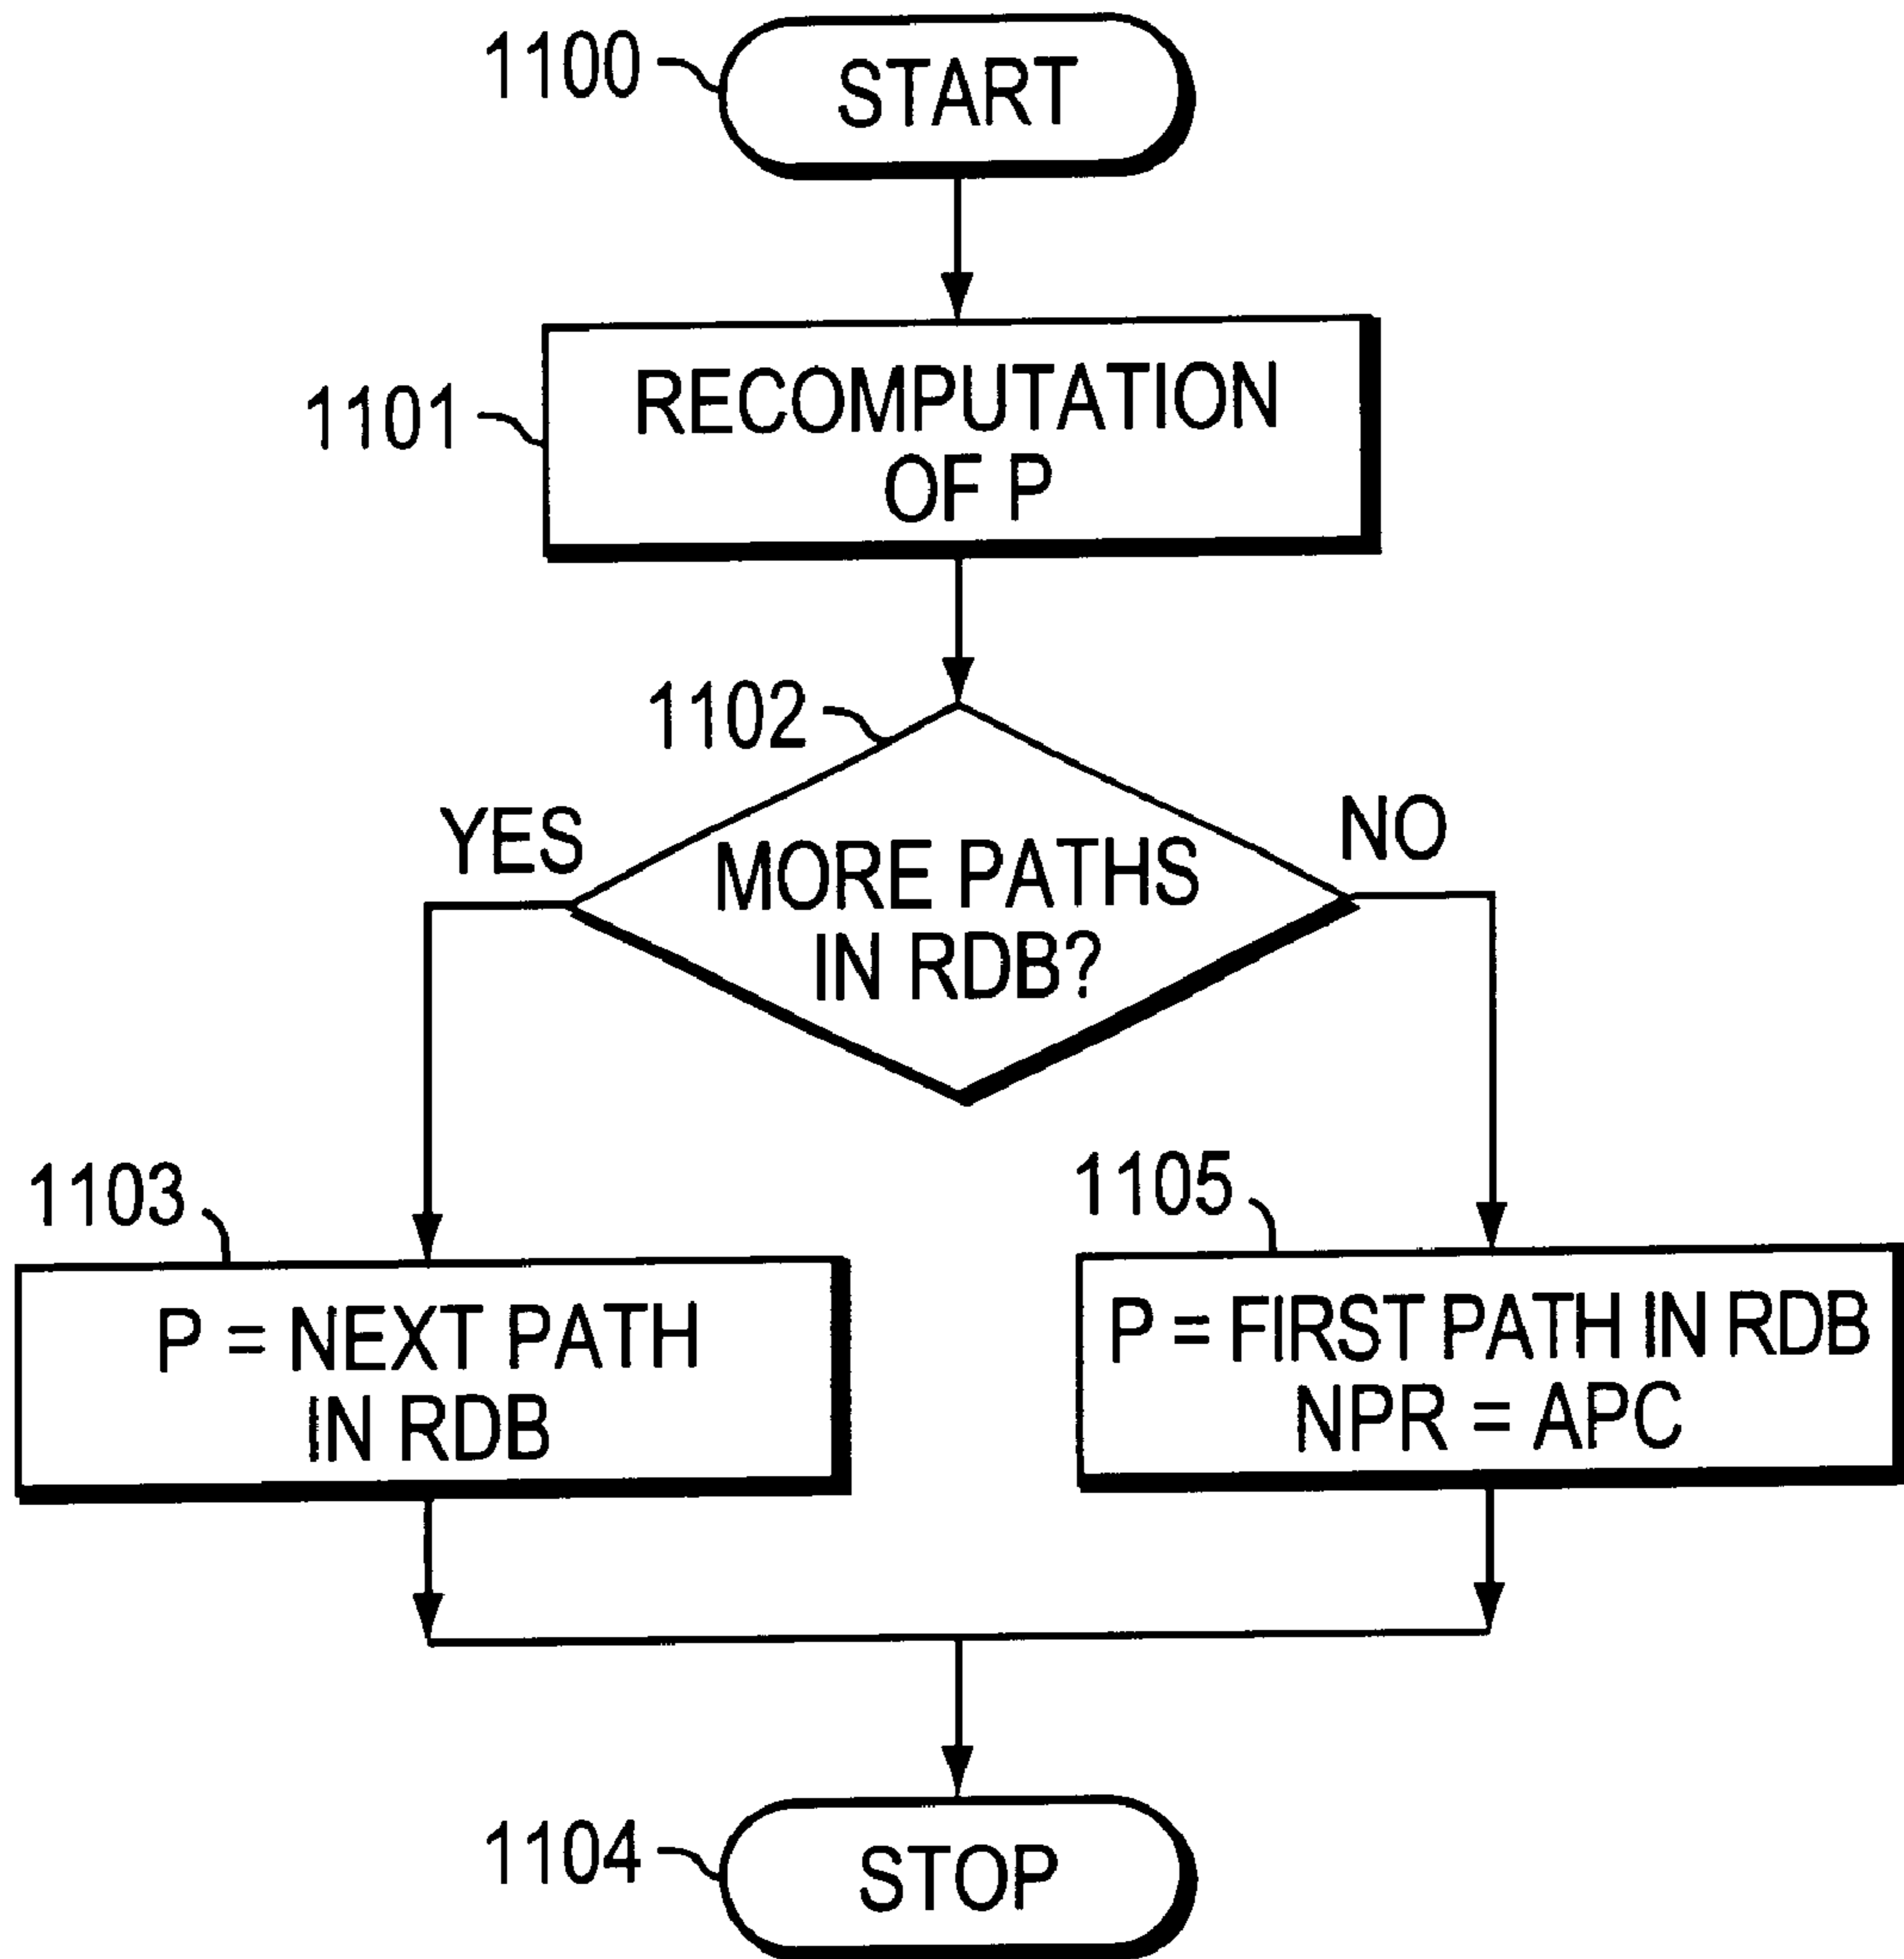 1100
START
1101
RECOMPUTATION
OF P
1102
YES
MORE PATHS
IN RDB?
NO
1103
P = NEXT PATH
IN RDB
1105
P = FIRST PATH IN RDB
NPR = APC
1104
STOP